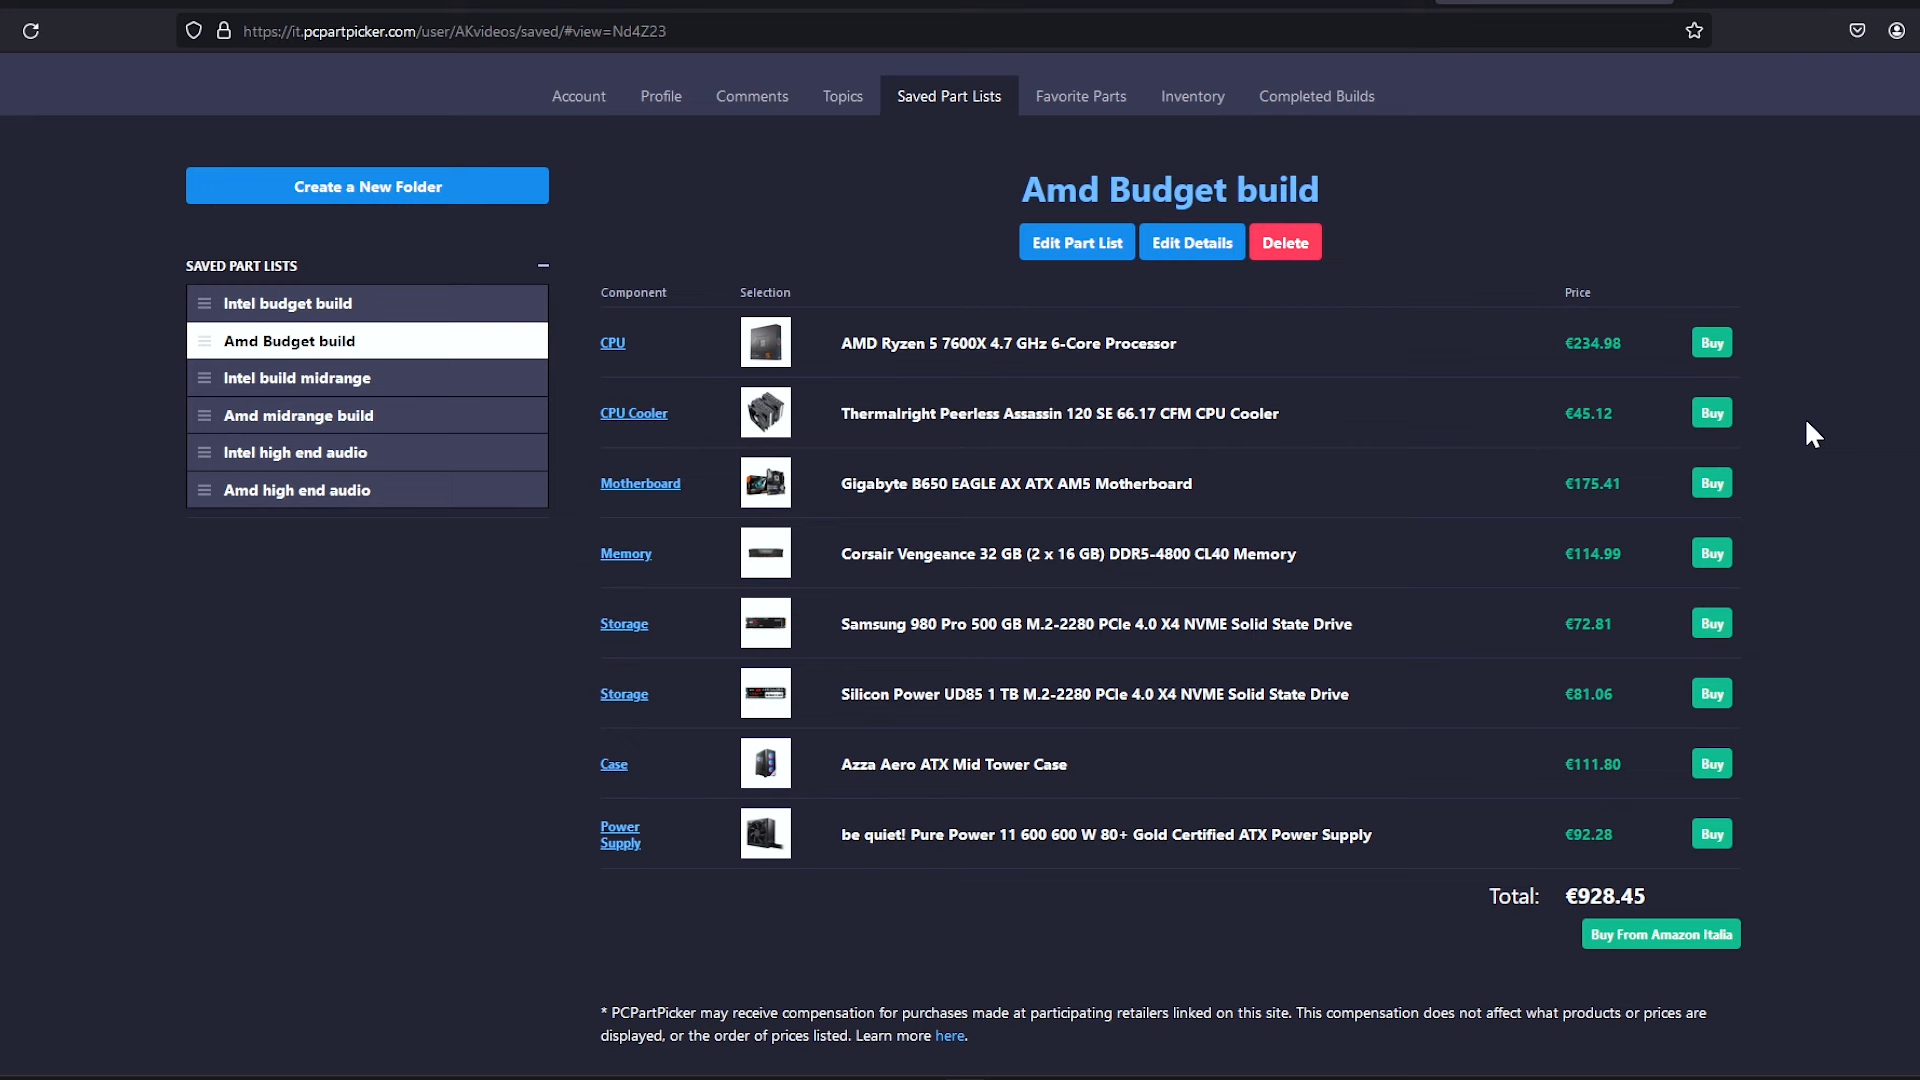 https://it.pcpartpicker.com/user/AKvideos/saved/#view=Nd4Z23
Account Profile Comments Topics Saved Part Lists Favorite Parts Inventory Completed Builds
Create a New Folder
SAVED PART LISTS
Intel budget build
Amd Budget build
Intel build midrange
Amd midrange build
Intel high end audio
Amd high end audio
Amd Budget build
Edit Part List Edit Details Delete
Component Selection Price
CPU AMD Ryzen 5 7600X 4.7 GHz 6-Core Processor €234.98 Buy
CPU Cooler Thermalright Peerless Assassin 120 SE 66.17 CFM CPU Cooler €45.12 Buy
Motherboard Gigabyte B650 EAGLE AX ATX AM5 Motherboard €175.41 Buy
Memory Corsair Vengeance 32 GB (2 x 16 GB) DDR5-4800 CL40 Memory €114.99 Buy
Storage Samsung 980 Pro 500 GB M.2-2280 PCIe 4.0 X4 NVME Solid State Drive €72.81 Buy
Storage Silicon Power UD85 1 TB M.2-2280 PCIe 4.0 X4 NVME Solid State Drive €81.06 Buy
Case Azza Aero ATX Mid Tower Case €111.80 Buy
Power
Supply be quiet! Pure Power 11 600 600 W 80+ Gold Certified ATX Power Supply €92.28 Buy
Total: €928.45
Buy From Amazon Italia
* PCPartPicker may receive compensation for purchases made at participating retailers linked on this site. This compensation does not affect what products or prices are
displayed, or the order of prices listed. Learn more here.